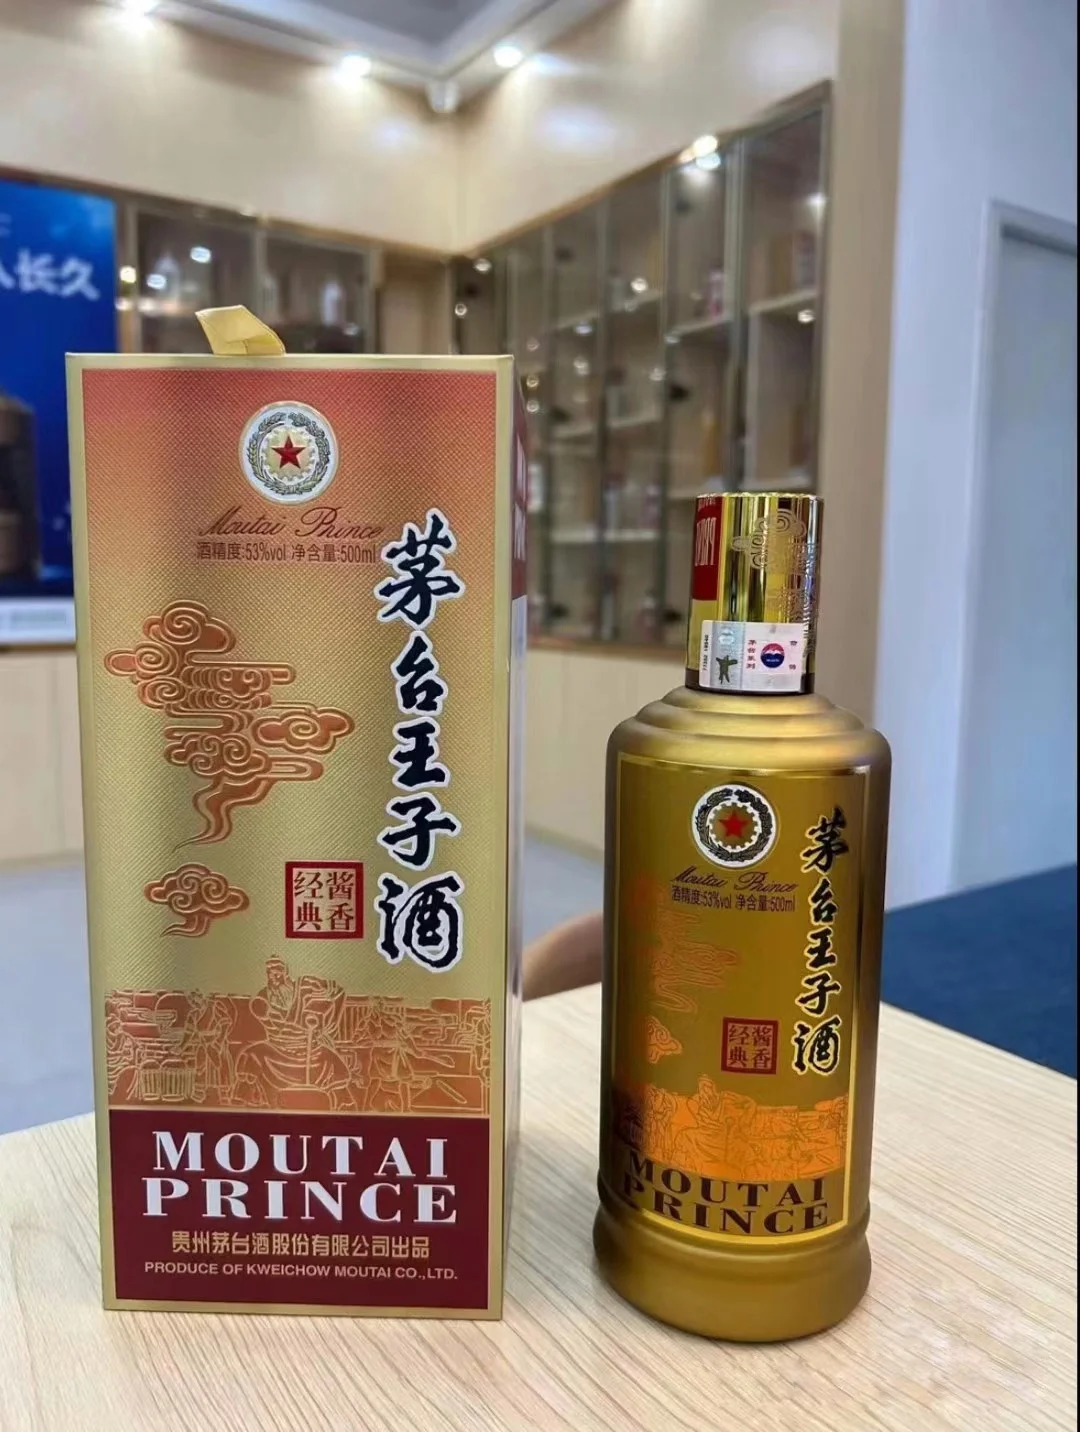 人长久
Moutai Prince
酒精度:53%vol 净含量:500ml
茅台王子酒
酱香
经典
MOUTAI
PRINCE
贵州茅台酒股份有限公司出品
PRODUCE OF KWEICHOW MOUTAI CO.,LTD.
Moutai Prince
酒精度:53%vol 净含量:500ml
茅台王子酒
酱香
经典
MOUTAI
PRINCE